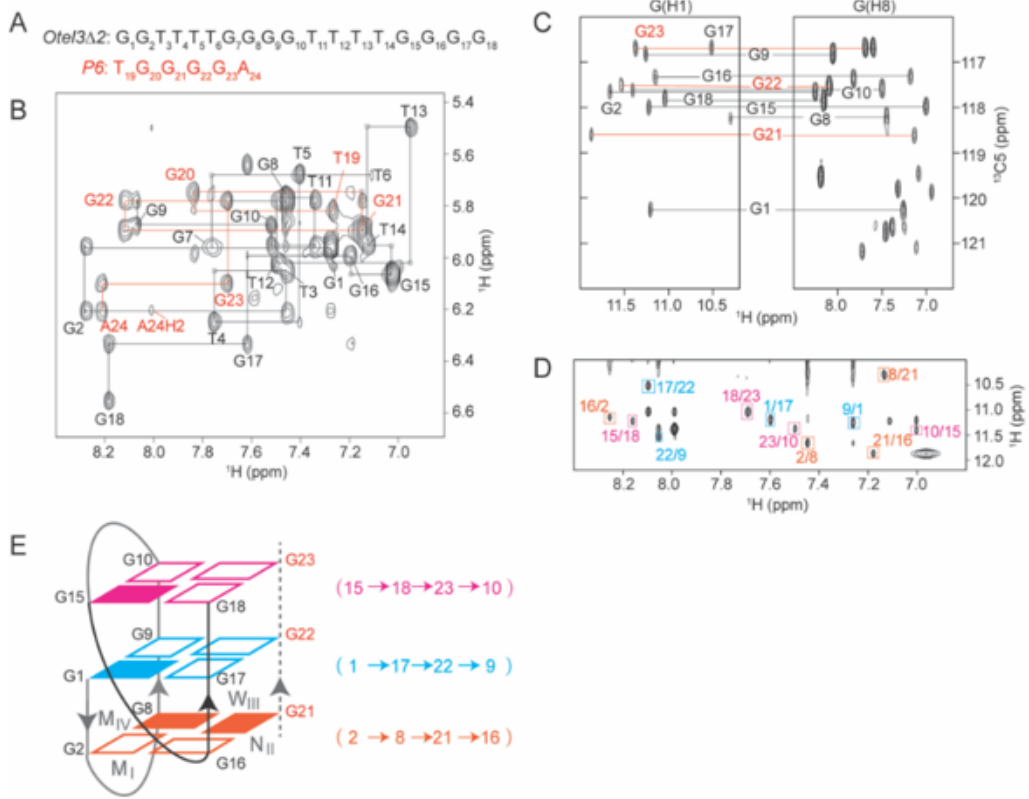 A
Otel3Δ2: G1G2T3T4T5T6G7G8G9G10T11T12T13T14G15G16G17G18
P6: T19G20G21G22G23A24
B
T13
T5
T19
G8
T6
G20
T11
G21
G22
G9
G10
T14
G7
T12
T3
G1
G16
G15
G23
G2
A24
A24H2
T4
G17
G18
5.4
5.6
5.8
6.0
6.2
6.4
6.6
1H (ppm)
8.2 8.0 7.8 7.6 7.4 7.2 7.0
1H (ppm)
C
G(H1)
G(H8)
G23
G17
G9
G16
G22
G10
G2
G18
G15
G8
G21
G1
117
118
119
120
121
13C5 (ppm)
11.5 11.0 10.5
8.0 7.5 7.0
1H (ppm)
D
17/22
8/21
16/2
15/18
18/23
1/17
9/1
22/9
23/10
2/8
21/16
10/15
10.5
11.0
11.5
12.0
1H (ppm)
8.2 8.0 7.8 7.6 7.4 7.2 7.0
1H (ppm)
E
G10
G23
G15
G18
(15→18→23→10)
G9
G22
G1
G17
(1→17→22→9)
G8
WIII
G21
MIV
NII
G2
MI
G16
(2→8→21→16)